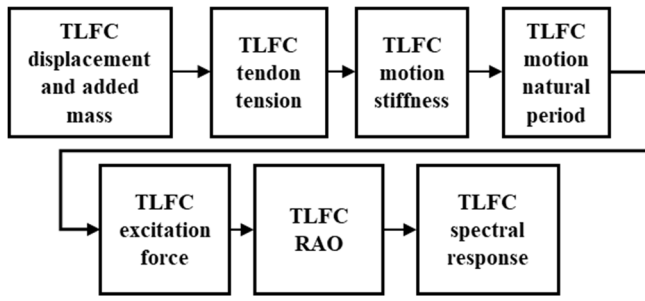 TLFC
displacement
and added
mass
TLFC
tendon
tension
TLFC
motion
stiffness
TLFC
motion
natural
period
TLFC
excitation
force
TLFC
RAO
TLFC
spectral
response